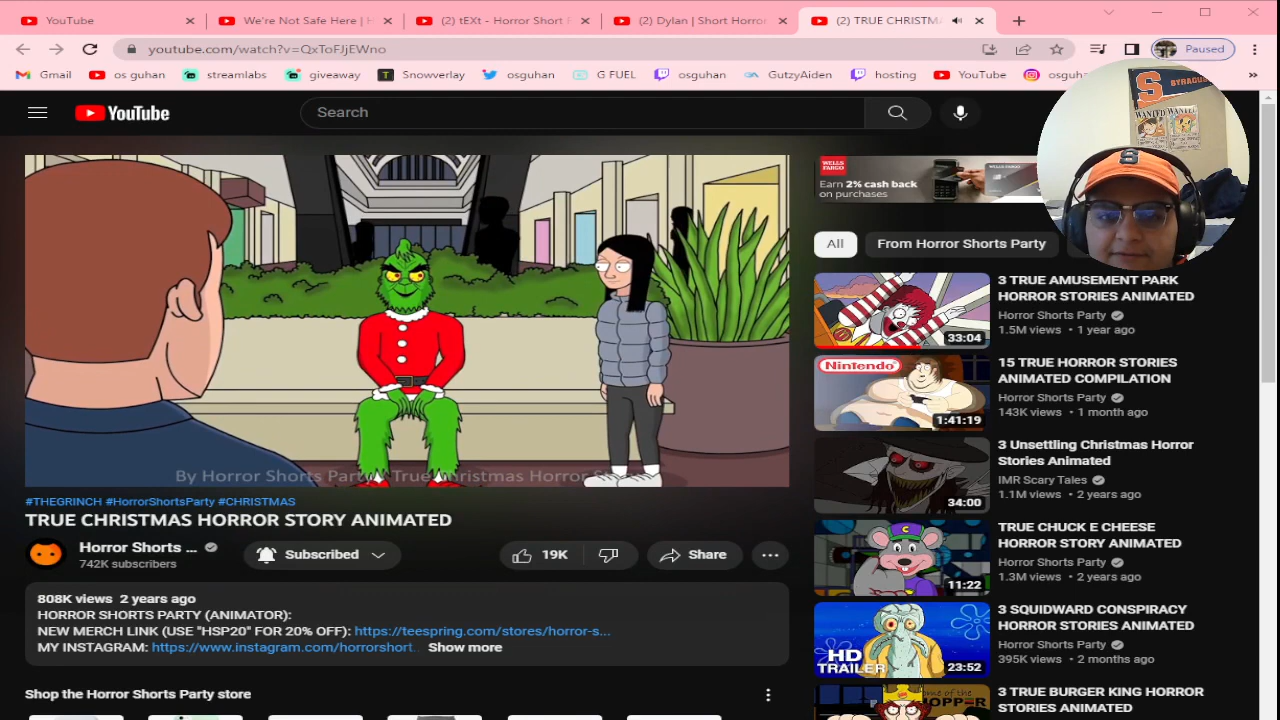 YouTube
We're Not Safe Here | H
(2) tEXt - Horror Short F
(2) Dylan | Short Horror
(2) TRUE CHRISTMA
youtube.com/watch?v=QxToFJjEWno
Paused
Gmail
os guhan
streamlabs
giveaway
Snowverlay
osguhan
G FUEL
osguhan
GutzyAiden
hosting
YouTube
osguha
YouTube
Search
S
SYRACUS
WANTED
WANTED
S
WELLS
FARGO
Earn 2% cash back
on purchases
All
From Horror Shorts Party
By Horror Shorts Party
True Christmas Horror
#THEGRINCH #HorrorShortsParty #CHRISTMAS
TRUE CHRISTMAS HORROR STORY ANIMATED
Horror Shorts ...
742K subscribers
Subscribed
19K
Share
808K views 2 years ago
HORROR SHORTS PARTY (ANIMATOR):
NEW MERCH LINK (USE "HSP20" FOR 20% OFF): https://teespring.com/stores/horror-s...
MY INSTAGRAM: https://www.instagram.com/horrorshort... Show more
Shop the Horror Shorts Party store
33:04
3 TRUE AMUSEMENT PARK
HORROR STORIES ANIMATED
Horror Shorts Party
1.5M views • 1 year ago
Nintendo
1:41:19
15 TRUE HORROR STORIES
ANIMATED COMPILATION
Horror Shorts Party
143K views • 1 month ago
34:00
3 Unsettling Christmas Horror
Stories Animated
IMR Scary Tales
1.1M views • 2 years ago
C
11:22
TRUE CHUCK E CHEESE
HORROR STORY ANIMATED
Horror Shorts Party
1.3M views • 2 years ago
HD
TRAILER
23:52
3 SQUIDWARD CONSPIRACY
HORROR STORIES ANIMATED
Horror Shorts Party
395K views • 2 months ago
ome of the
3 TRUE BURGER KING HORROR
STORIES ANIMATED